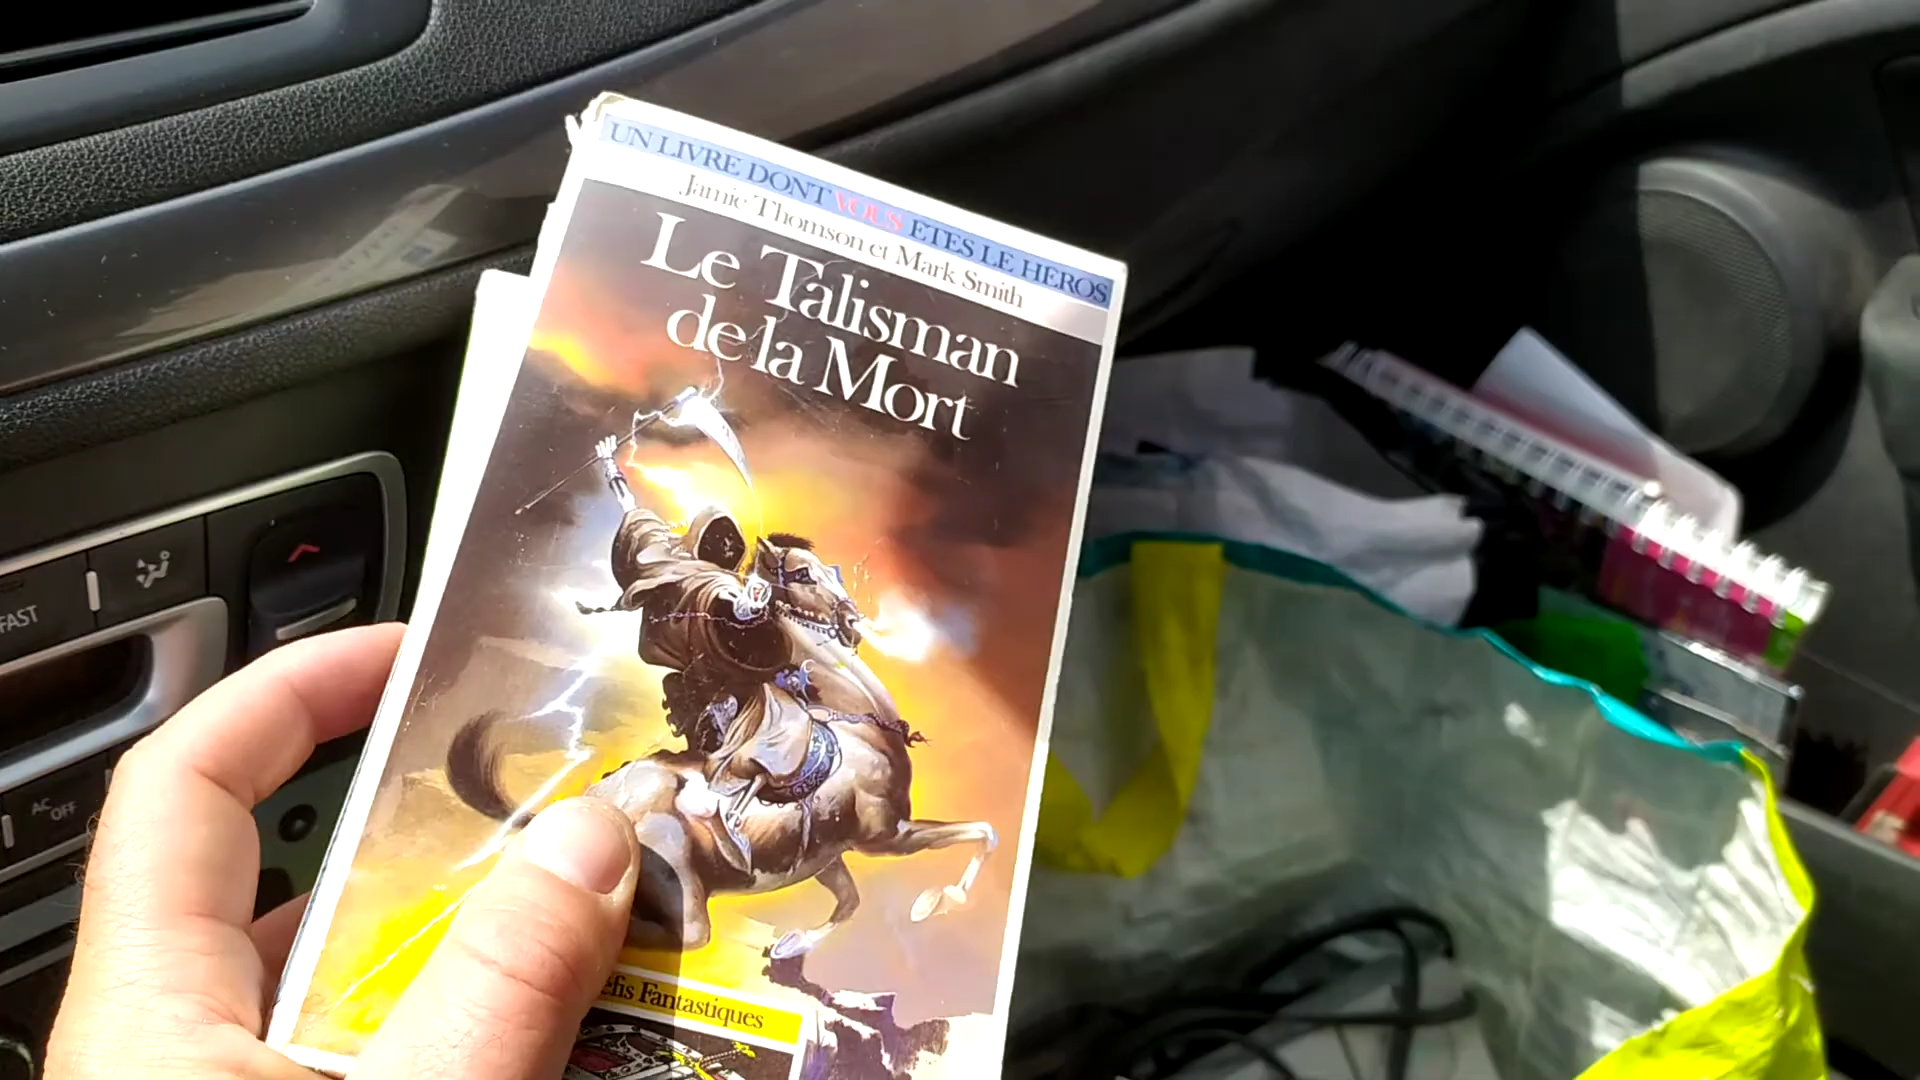 UN LIVRE DONT VOUS ETES LE HEROS
Jamie Thomson et Mark Smith
Le Talisman
de la Mort
éfis Fantastiques
FAST
AC OFF